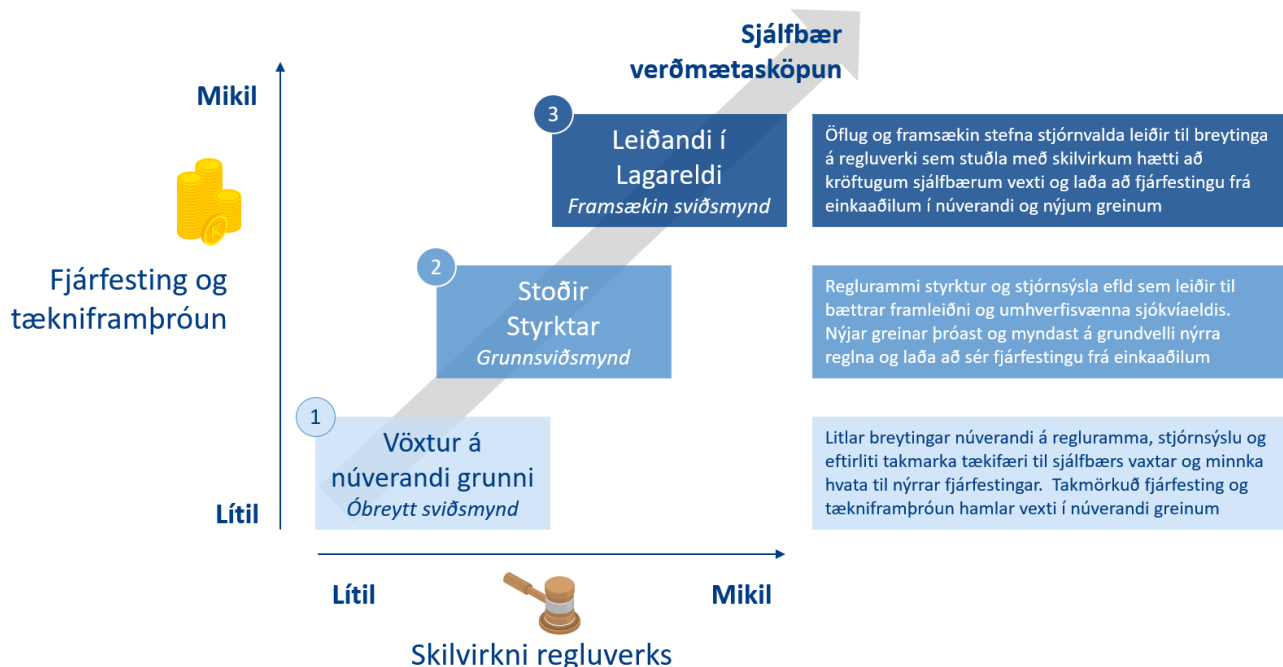 Sjálfbær
verðmætasköpun
Mikil
Fjárfesting og
tækniframþróun
Lítil
3
Leiðandi í
Lagareldi
Framsækin sviðsmynd
Öflug og framsækin stefna stjórnvalda leiðir til breytinga
á regluverki sem stuðla með skilvirkum hætti að
kröftugum sjálfbærum vexti og laða að fjárfestingu frá
einkaaðilum í núverandi og nýjum greinum
2
Stoðir
Styrktar
Grunnsviðsmynd
Reglurammi styrktur og stjórnsýsla efld sem leiðir til
bættrar framleiðni og umhverfisvænna sjókvíaeldis.
Nýjar greinar þróast og myndast á grundvelli nýrra
reglna og laða að sér fjárfestingu frá einkaaðilum
1
Vöxtur á
núverandi grunni
Óbreytt sviðsmynd
Litlar breytingar núverandi á regluramma, stjórnsýslu og
eftirliti takmarka tækifæri til sjálfbærs vaxtar og minnka
hvata til nýrrar fjárfestingar.  Takmörkuð fjárfesting og
tækniframþróun hamlar vexti í núverandi greinum
Lítil
Mikil
Skilvirkni regluverks